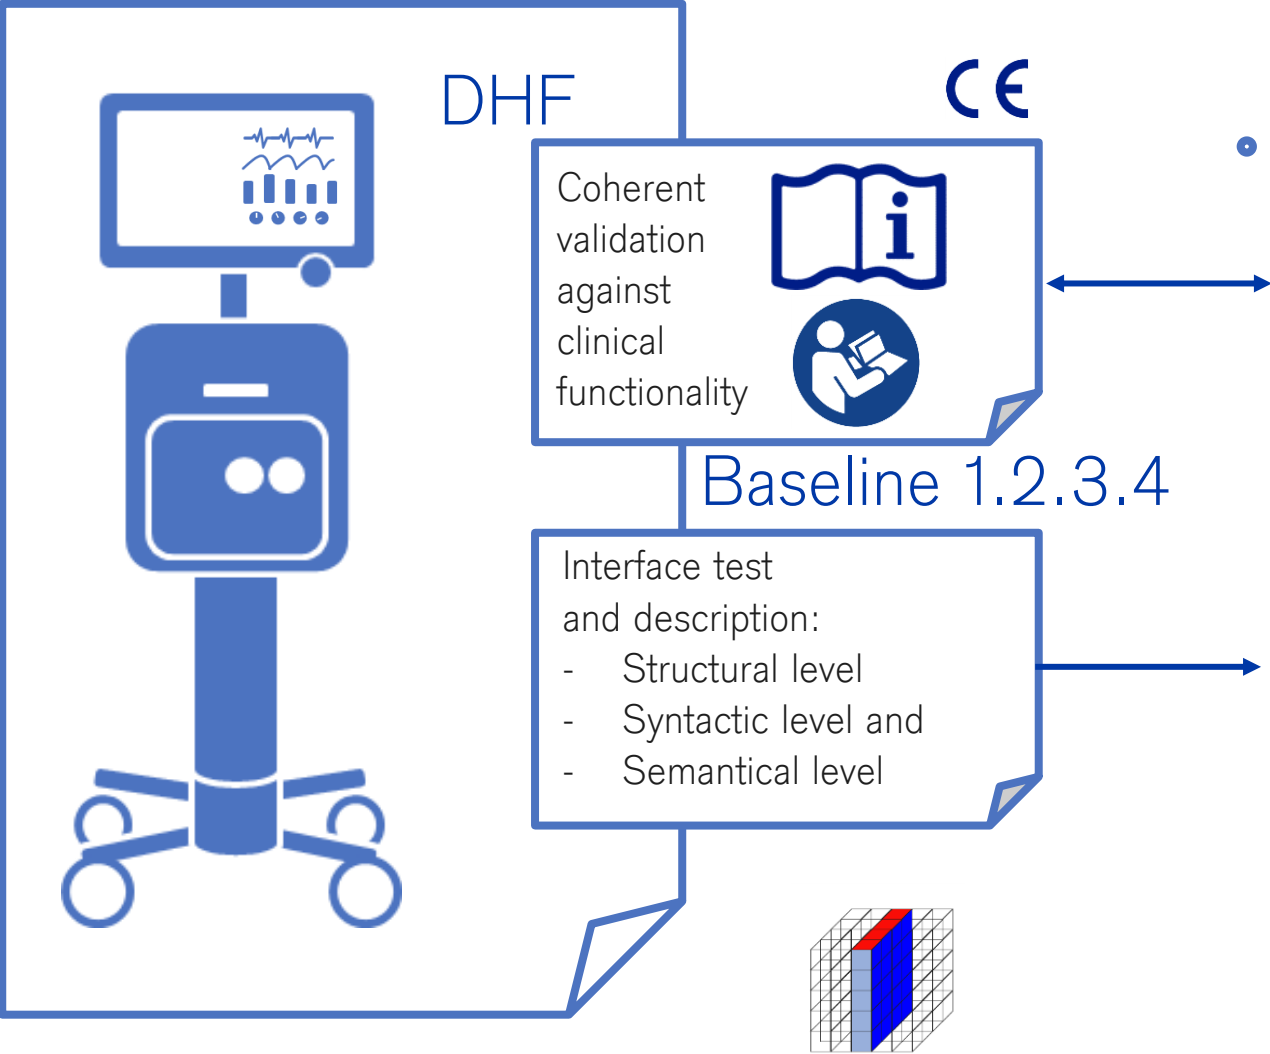 DHF
CE
Coherent
validation
against
clinical
functionality
i
Baseline 1.2.3.4
Interface test
and description:
- Structural level
- Syntactic level and
- Semantical level